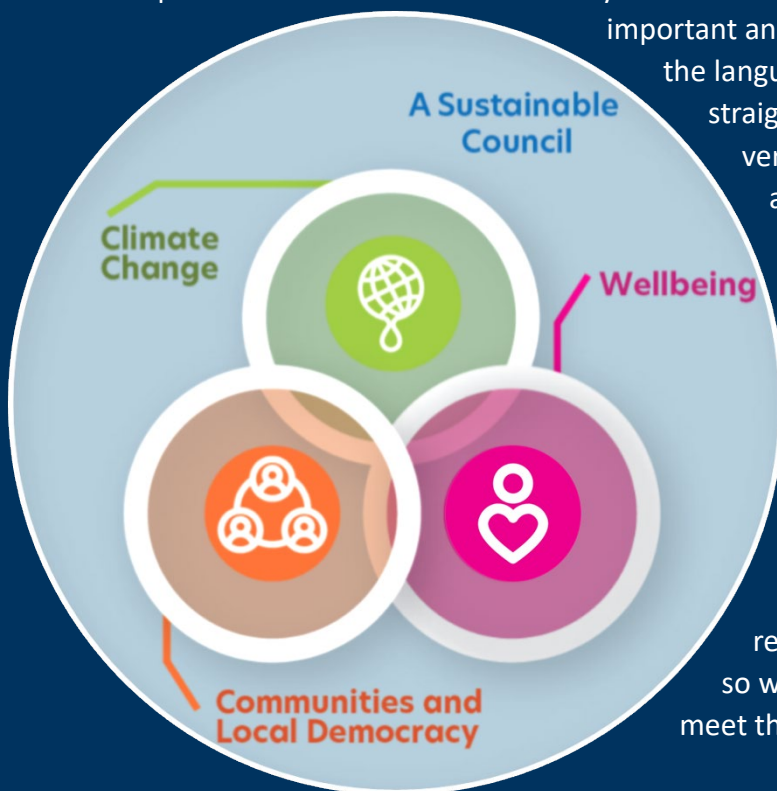 important an
the langu
straig
ver
a
A Sustainable
Council
Climate
Change
Wellbeing
re
so w
meet th
Communities and
Local Democracy